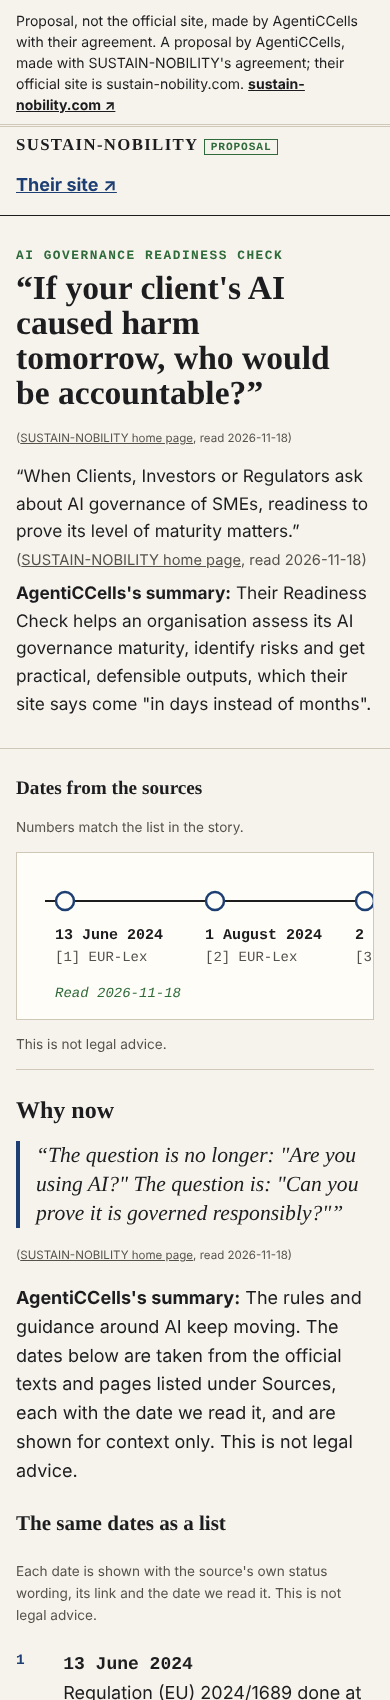 Proposal, not the official site, made by AgentiCCells
with their agreement. A proposal by AgentiCCells,
made with SUSTAIN-NOBILITY's agreement; their
official site is sustain-nobility.com. sustain-
nobility.com ↗
SUSTAIN-NOBILITY PROPOSAL
Their site ↗
AI GOVERNANCE READINESS CHECK
“If your client's AI
caused harm
tomorrow, who would
be accountable?”
(SUSTAIN-NOBILITY home page, read 2026-11-18)
“When Clients, Investors or Regulators ask
about AI governance of SMEs, readiness to
prove its level of maturity matters.”
(SUSTAIN-NOBILITY home page, read 2026-11-18)
AgentiCCells's summary: Their Readiness
Check helps an organisation assess its AI
governance maturity, identify risks and get
practical, defensible outputs, which their
site says come "in days instead of months".
Dates from the sources
Numbers match the list in the story.
13 June 2024 1 August 2024 2
[1] EUR-Lex [2] EUR-Lex [3
Read 2026-11-18
This is not legal advice.
Why now
“The question is no longer: "Are you
using AI?" The question is: "Can you
prove it is governed responsibly?"”
(SUSTAIN-NOBILITY home page, read 2026-11-18)
AgentiCCells's summary: The rules and
guidance around AI keep moving. The
dates below are taken from the official
texts and pages listed under Sources,
each with the date we read it, and are
shown for context only. This is not legal
advice.
The same dates as a list
Each date is shown with the source's own status
wording, its link and the date we read it. This is not
legal advice.
1 13 June 2024
Regulation (EU) 2024/1689 done at